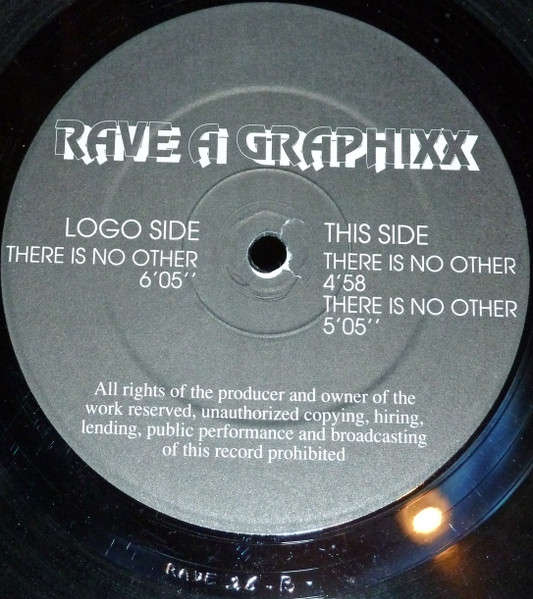 RAVE A GRAPHIXX
LOGO SIDE
THERE IS NO OTHER
6'05''
THIS SIDE
THERE IS NO OTHER
4'58
THERE IS NO OTHER
5'05''
All rights of the producer and owner of the
work reserved, unauthorized copying, hiring,
lending, public performance and broadcasting
of this record prohibited
RAVE 26-B-